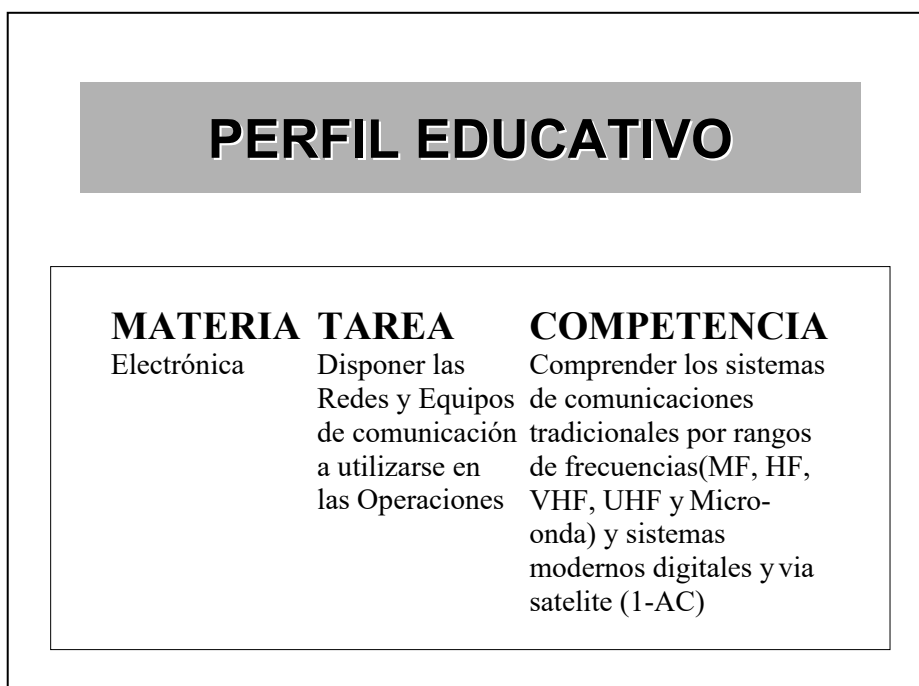 PERFIL EDUCATIVO
MATERIA TAREA COMPETENCIA
Electrónica Disponer las Comprender los sistemas
Redes y Equipos de comunicaciones
de comunicación tradicionales por rangos
a utilizarse en de frecuencias(MF, HF,
las Operaciones VHF, UHF y Micro-
onda) y sistemas
modernos digitales y via
satelite (1-AC)